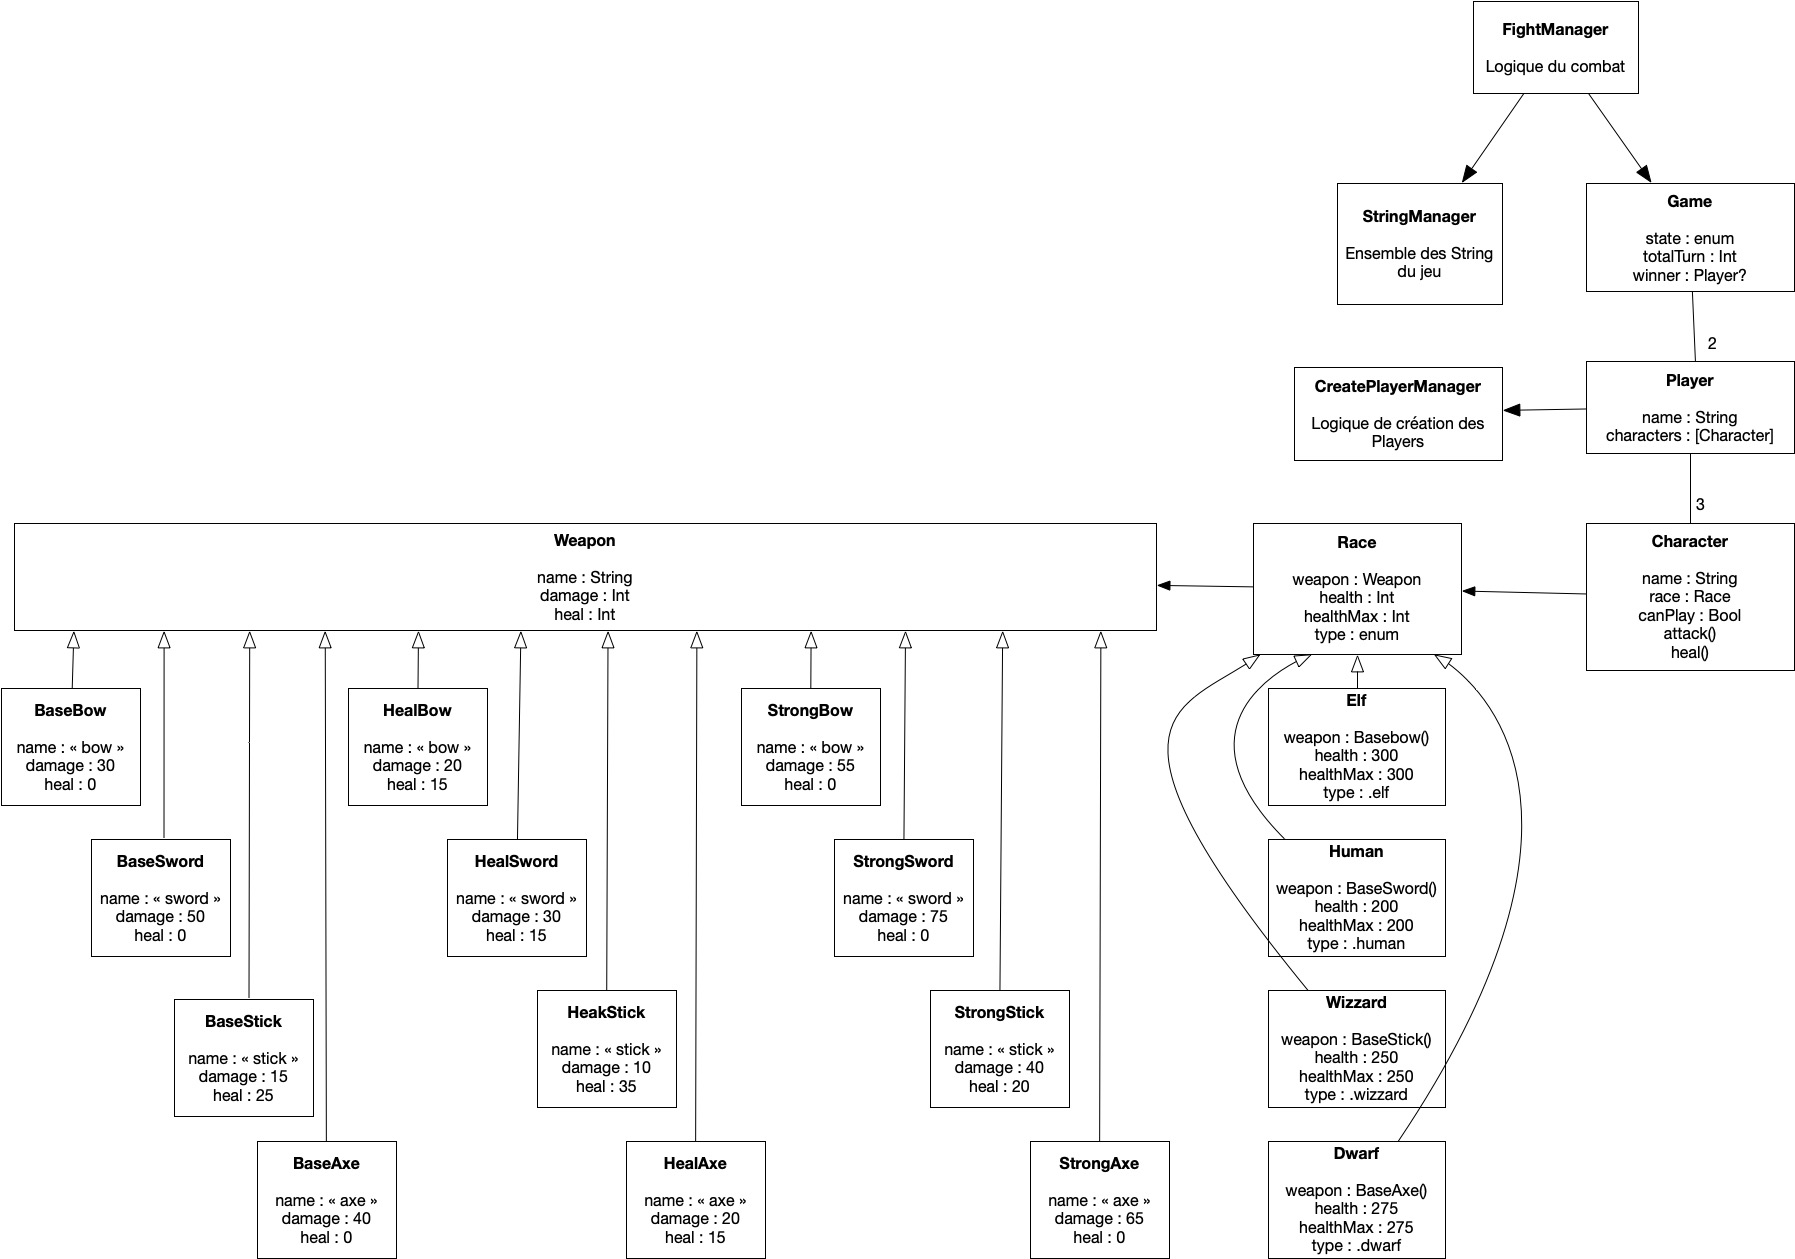 FightManager
Logique du combat
StringManager
Ensemble des String
du jeu
Game
state : enum
totalTurn : Int
winner : Player?
2
CreatePlayerManager
Logique de création des
Players
Player
name : String
characters : [Character]
3
Weapon
name : String
damage : Int
heal : Int
Race
weapon : Weapon
health : Int
healthMax : Int
type : enum
Character
name : String
race : Race
canPlay : Bool
attack()
heal()
BaseBow
name : « bow »
damage : 30
heal : 0
HealBow
name : « bow »
damage : 20
heal : 15
StrongBow
name : « bow »
damage : 55
heal : 0
Elf
weapon : Basebow()
health : 300
healthMax : 300
type : .elf
BaseSword
name : « sword »
damage : 50
heal : 0
HealSword
name : « sword »
damage : 30
heal : 15
StrongSword
name : « sword »
damage : 75
heal : 0
Human
weapon : BaseSword()
health : 200
healthMax : 200
type : .human
BaseStick
name : « stick »
damage : 15
heal : 25
HeakStick
name : « stick »
damage : 10
heal : 35
StrongStick
name : « stick »
damage : 40
heal : 20
Wizzard
weapon : BaseStick()
health : 250
healthMax : 250
type : .wizzard
BaseAxe
name : « axe »
damage : 40
heal : 0
HealAxe
name : « axe »
damage : 20
heal : 15
StrongAxe
name : « axe »
damage : 65
heal : 0
Dwarf
weapon : BaseAxe()
health : 275
healthMax : 275
type : .dwarf